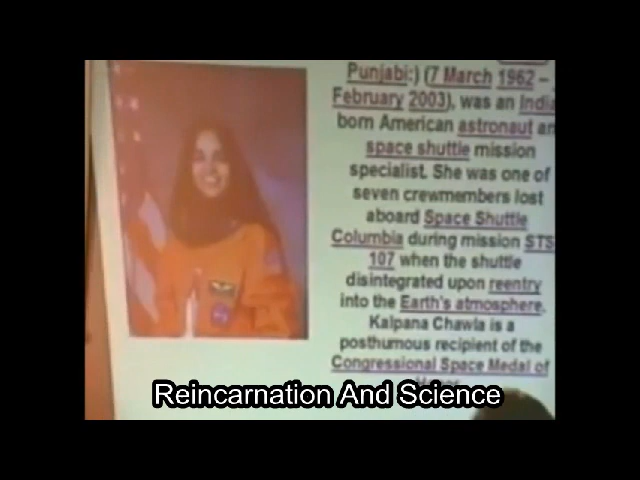 Punjabi:) (7 March 1962 –
February 2003), was an India
born American astronaut an
space shuttle mission
specialist. She was one of
seven crewmembers lost
aboard Space Shuttle
Columbia during mission STS
107 when the shuttle
disintegrated upon reentry
into the Earth's atmosphere.
Kalpana Chawla is a
posthumous recipient of the
Congressional Space Medal of
Reincarnation And Science